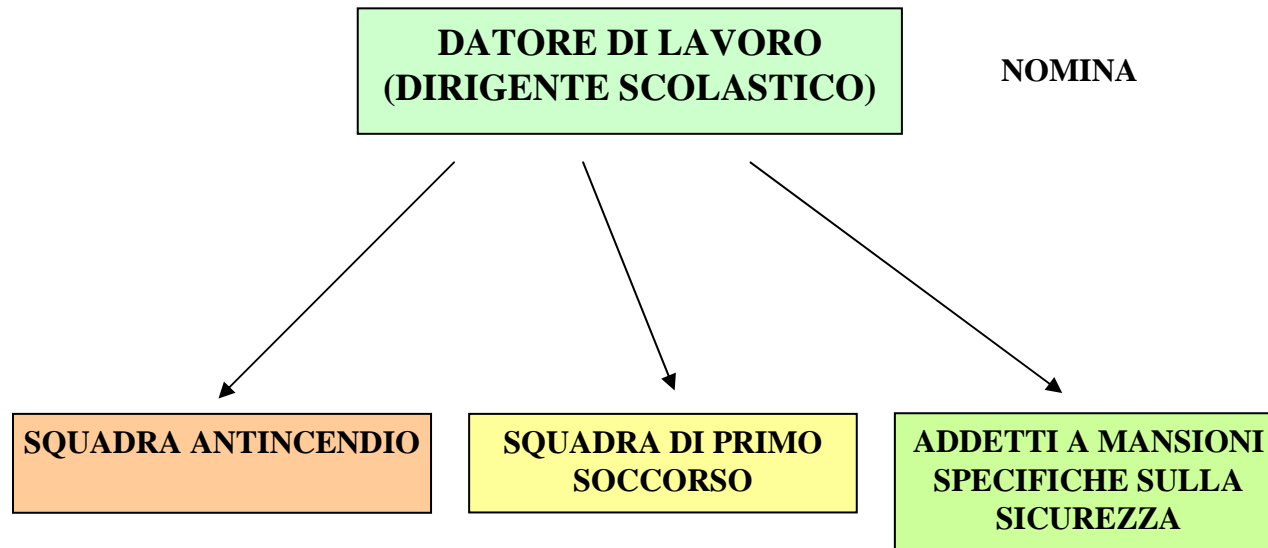 DATORE DI LAVORO
(DIRIGENTE SCOLASTICO)
NOMINA
SQUADRA ANTINCENDIO
SQUADRA DI PRIMO
SOCCORSO
ADDETTI A MANSIONI
SPECIFICHE SULLA
SICUREZZA